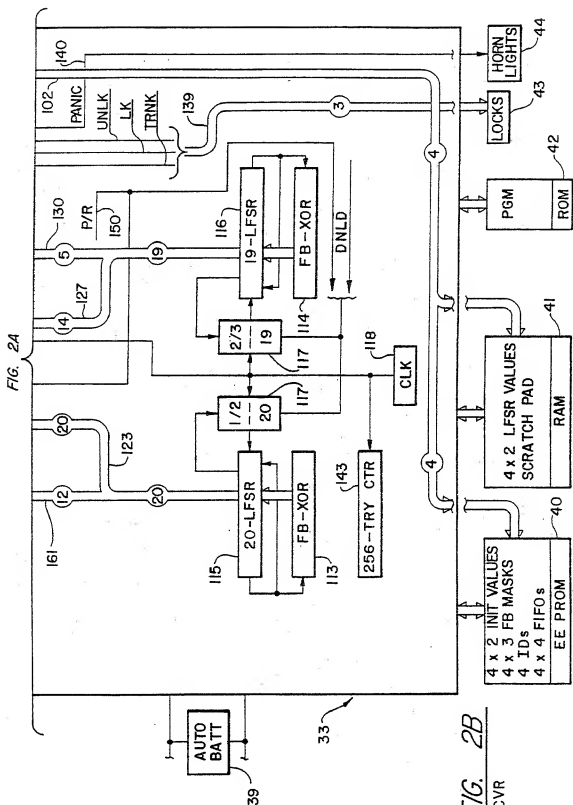 FIG. 2A
102
140
PANIC
UNLK
LK
TRNK
139
P/R
150
130
5
127
14
19
161
12
20
123
20
3
4
4
HORN
LIGHTS
44
LOCKS
43
116
19-LFSR
FB-XOR
114
2/3
19
117
DNLD
1/2
20
117
118
CLK
115
20-LFSR
FB-XOR
113
143
256-TRY CTR
PGM
ROM
42
4 x 2 LFSR VALUES
SCRATCH PAD
RAM
41
4 x 2 INIT VALUES
4 x 3 FB MASKS
4 IDs
4 x 4 FIFOs
EE PROM
40
33
AUTO
BATT
39
FIG. 2B
CVR